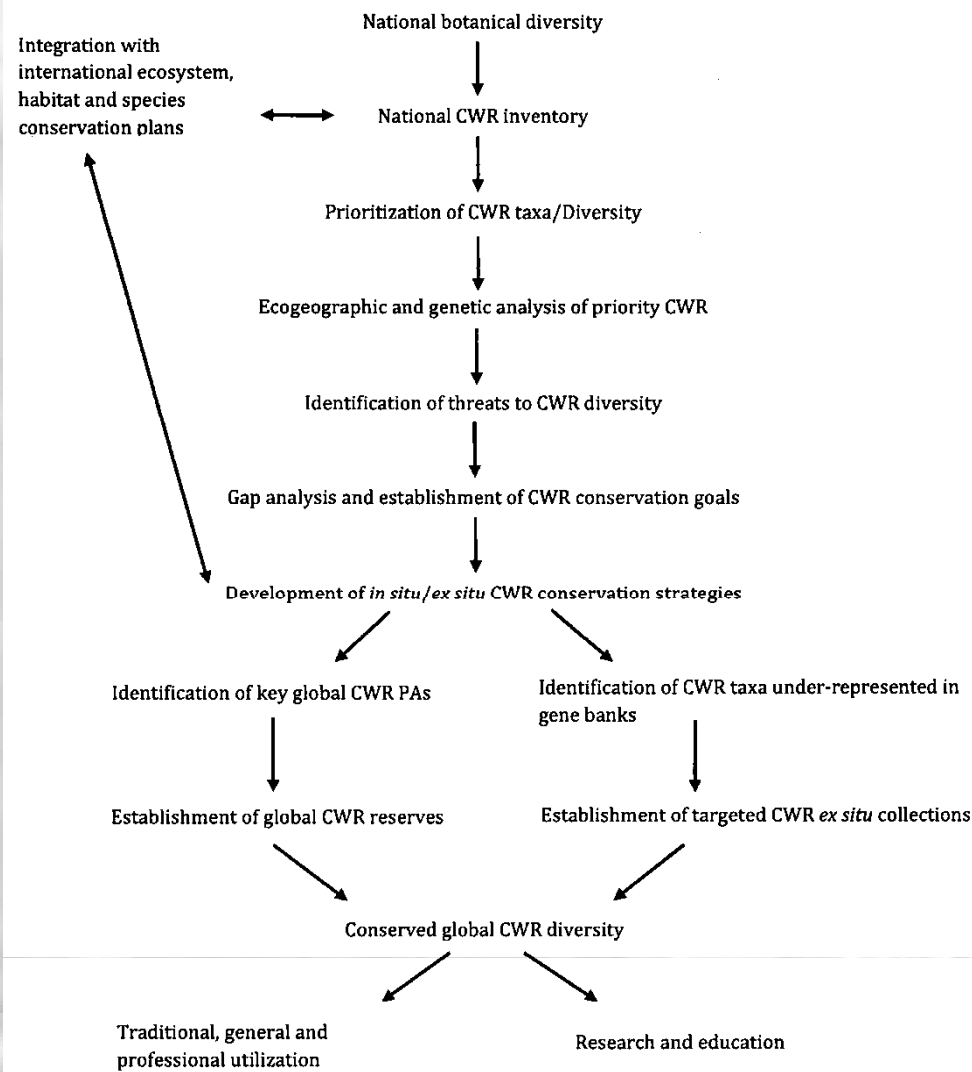 National botanical diversity
Integration with
international ecosystem,
habitat and species
conservation plans
National CWR inventory
Prioritization of CWR taxa/Diversity
Ecogeographic and genetic analysis of priority CWR
Identification of threats to CWR diversity
Gap analysis and establishment of CWR conservation goals
Development of in situ/ex situ CWR conservation strategies
Identification of key global CWR PAs
Identification of CWR taxa under-represented in
gene banks
Establishment of global CWR reserves
Establishment of targeted CWR ex situ collections
Conserved global CWR diversity
Traditional, general and
professional utilization
Research and education